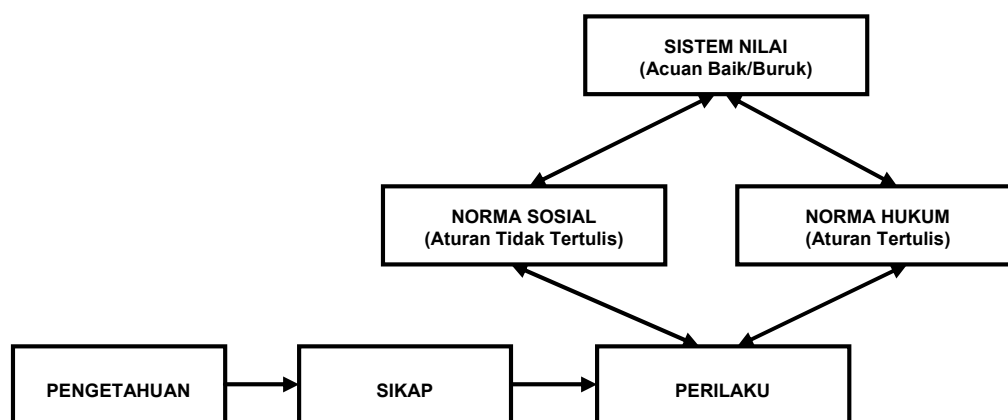 SISTEM NILAI
(Acuan Baik/Buruk)
NORMA SOSIAL
(Aturan Tidak Tertulis)
NORMA HUKUM
(Aturan Tertulis)
PENGETAHUAN
SIKAP
PERILAKU